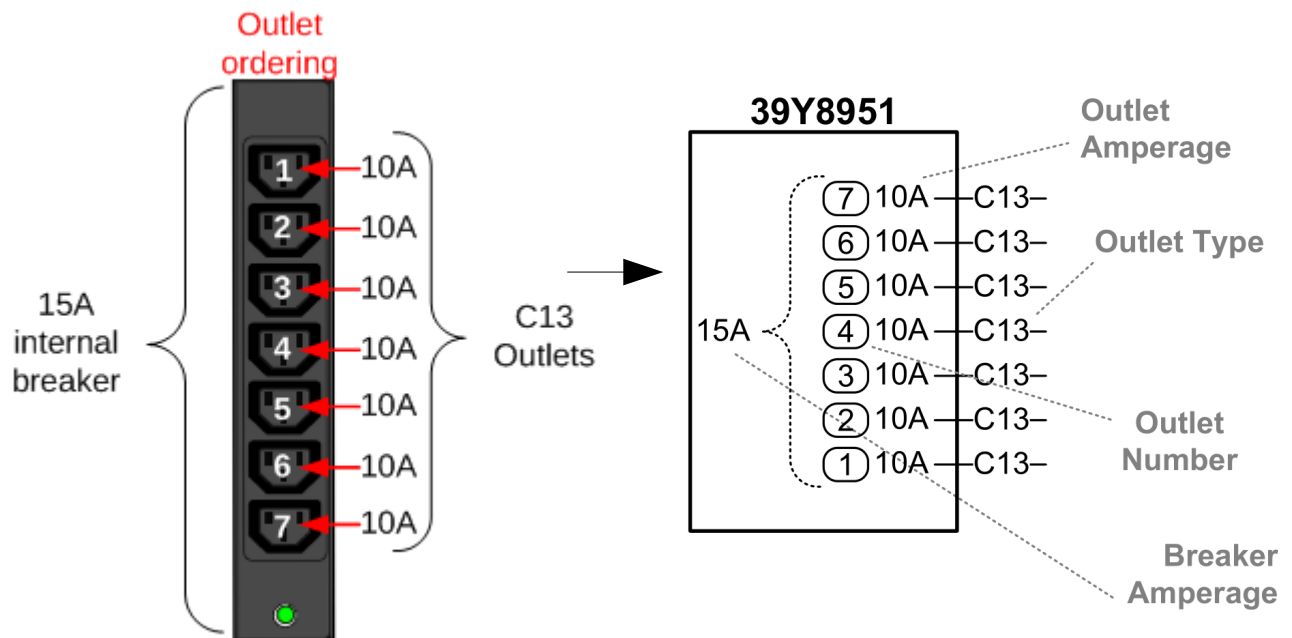 Outlet
ordering
15A
internal
breaker
1 10A
2 10A
3 10A
4 10A
5 10A
6 10A
7 10A
C13
Outlets
39Y8951
15A
7 10A C13
6 10A C13
5 10A C13
4 10A C13
3 10A C13
2 10A C13
1 10A C13
Outlet
Amperage
Outlet Type
Outlet
Number
Breaker
Amperage